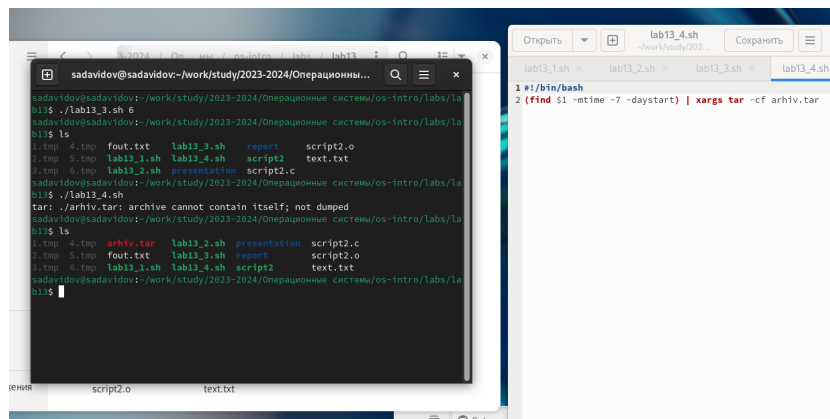 3-2024 / Оп мы / os-intro / labs / lab13
sadavidov@sadavidov:~/work/study/2023-2024/Операционны...
sadavidov@sadavidov:~/work/study/2023-2024/Операционные системы/os-intro/labs/la
b13$ ./lab13_3.sh 6
sadavidov@sadavidov:~/work/study/2023-2024/Операционные системы/os-intro/labs/la
b13$ ls
1.tmp 4.tmp fout.txt lab13_3.sh report script2.o
2.tmp 5.tmp lab13_1.sh lab13_4.sh script2 text.txt
3.tmp 6.tmp lab13_2.sh presentation script2.c
sadavidov@sadavidov:~/work/study/2023-2024/Операционные системы/os-intro/labs/la
b13$ ./lab13_4.sh
tar: ./arhiv.tar: archive cannot contain itself; not dumped
sadavidov@sadavidov:~/work/study/2023-2024/Операционные системы/os-intro/labs/la
b13$ ls
1.tmp 4.tmp arhiv.tar lab13_2.sh presentation script2.c
2.tmp 5.tmp fout.txt lab13_3.sh report script2.o
3.tmp 6.tmp lab13_1.sh lab13_4.sh script2 text.txt
sadavidov@sadavidov:~/work/study/2023-2024/Операционные системы/os-intro/labs/la
b13$
жения script2.o text.txt
Открыть lab13_4.sh Сохранить
~/work/study/202...
lab13_1.sh × lab13_2.sh × lab13_3.sh × lab13_4.sh
1 #!/bin/bash
2 (find $1 -mtime -7 -daystart) | xargs tar -cf arhiv.tar